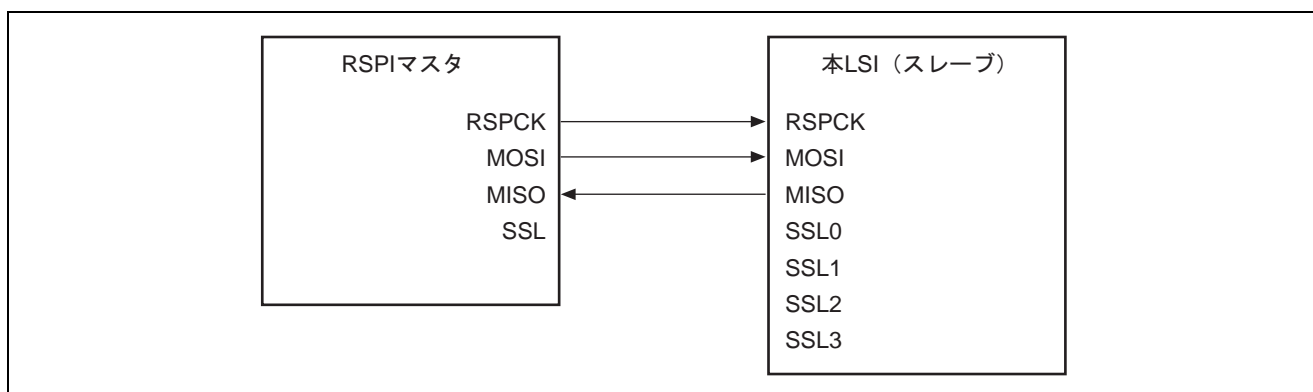 RSPIマスタ
RSPCK
MOSI
MISO
SSL
本LSI（スレーブ）
RSPCK
MOSI
MISO
SSL0
SSL1
SSL2
SSL3